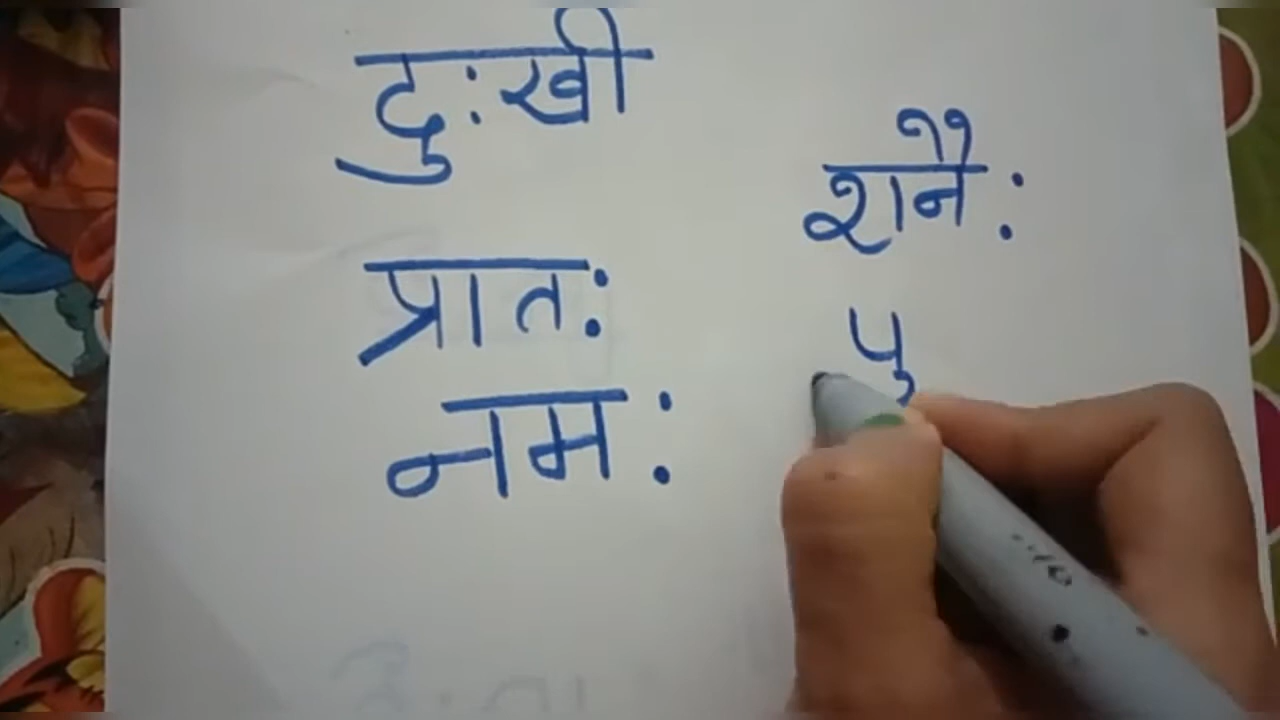 दुःखी
प्रातः
नमः
शनैः
पु